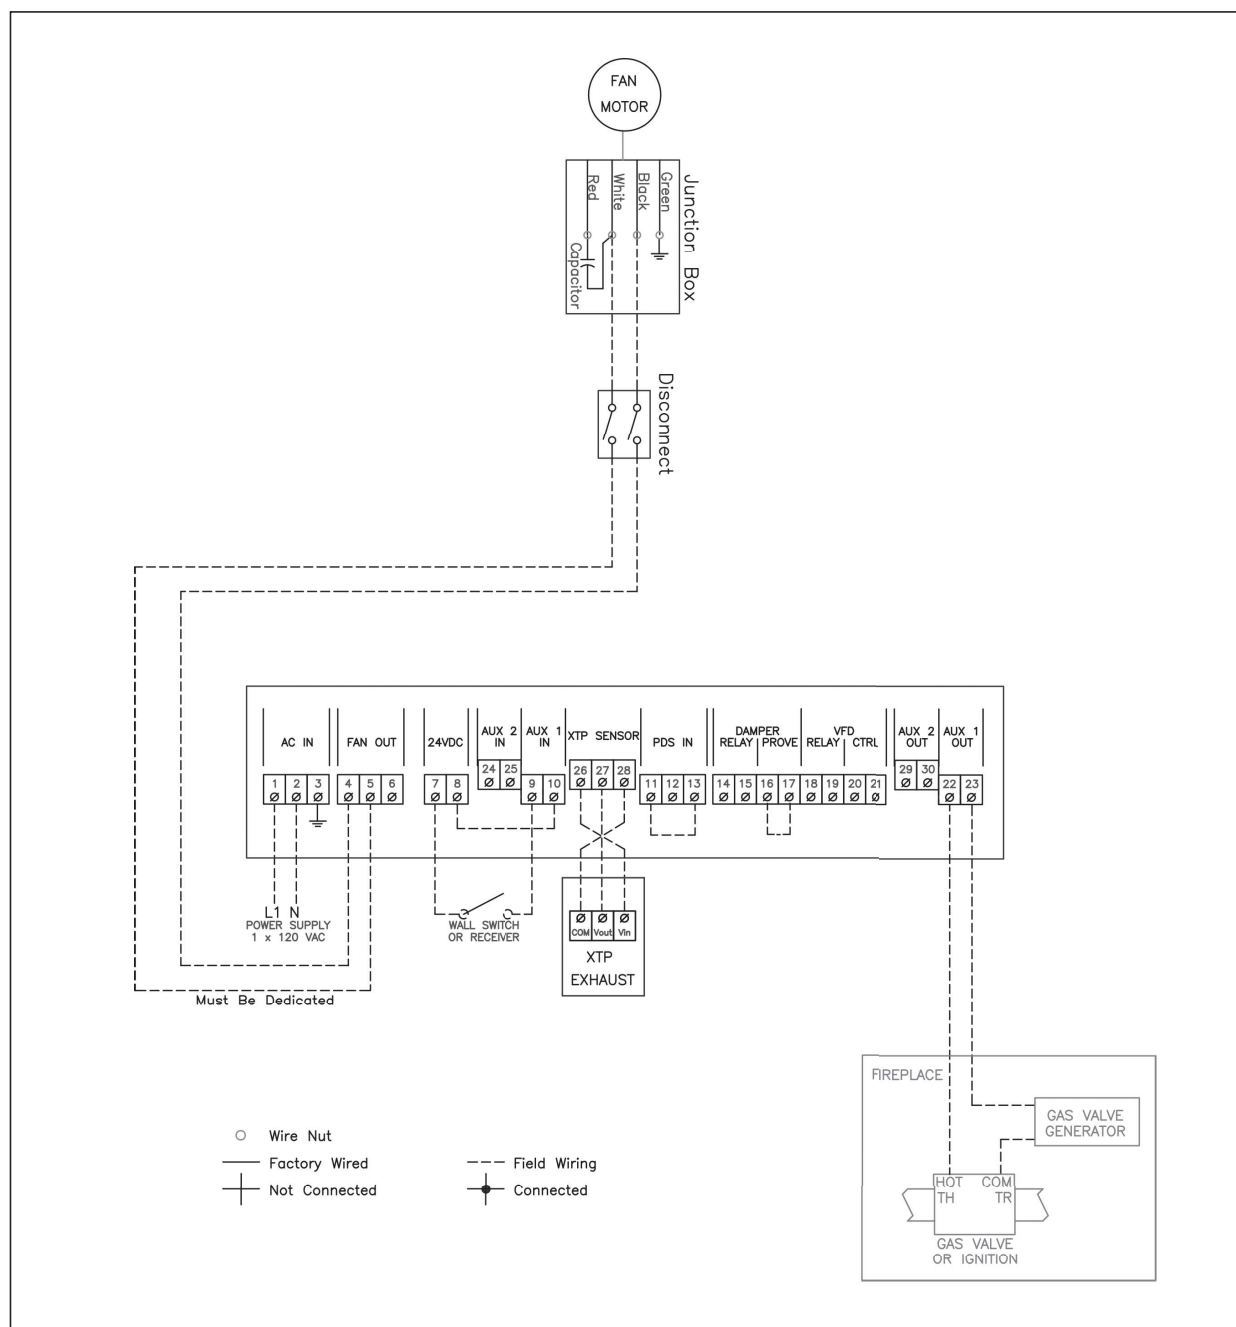 FAN
MOTOR
Red
White
Black
Green
Junction Box
Capacitor
Disconnect
AC IN
FAN OUT
24VDC
AUX 2
IN
AUX 1
IN
XTP SENSOR
PDS IN
DAMPER
RELAY PROVE
VFD
RELAY CTRL
AUX 2
OUT
AUX 1
OUT
1 2 3
4 5 6
7 8
24 25
9 10
26 27 28
11 12 13
14 15 16 17 18 19 20 21
29 30
22 23
L1 N
POWER SUPPLY
1 x 120 VAC
WALL SWITCH
OR RECEIVER
COM Vout Vin
XTP
EXHAUST
Must Be Dedicated
FIREPLACE
GAS VALVE
GENERATOR
HOT COM
TH TR
GAS VALVE
OR IGNITION
Wire Nut
Factory Wired
Field Wiring
Not Connected
Connected